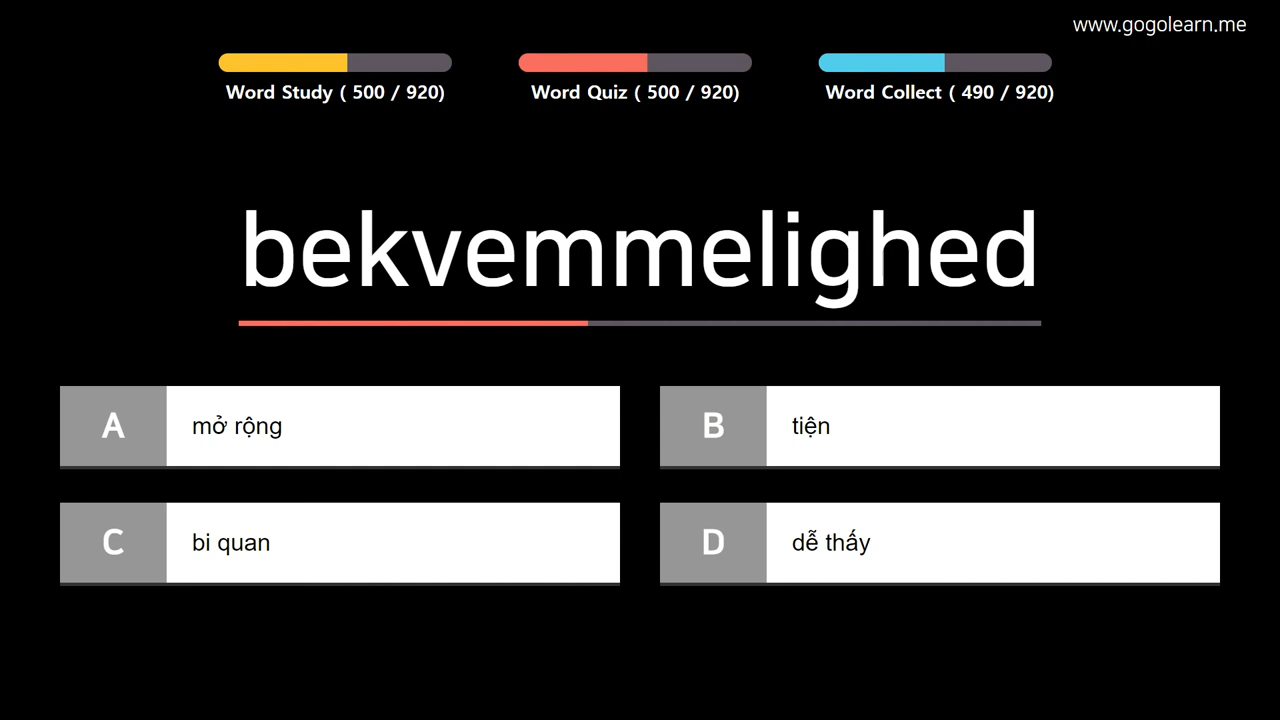 www.gogolearn.me
Word Study ( 500 / 920)
Word Quiz ( 500 / 920)
Word Collect ( 490 / 920)
bekvemmelighed
A mở rộng
B tiện
C bi quan
D dễ thấy